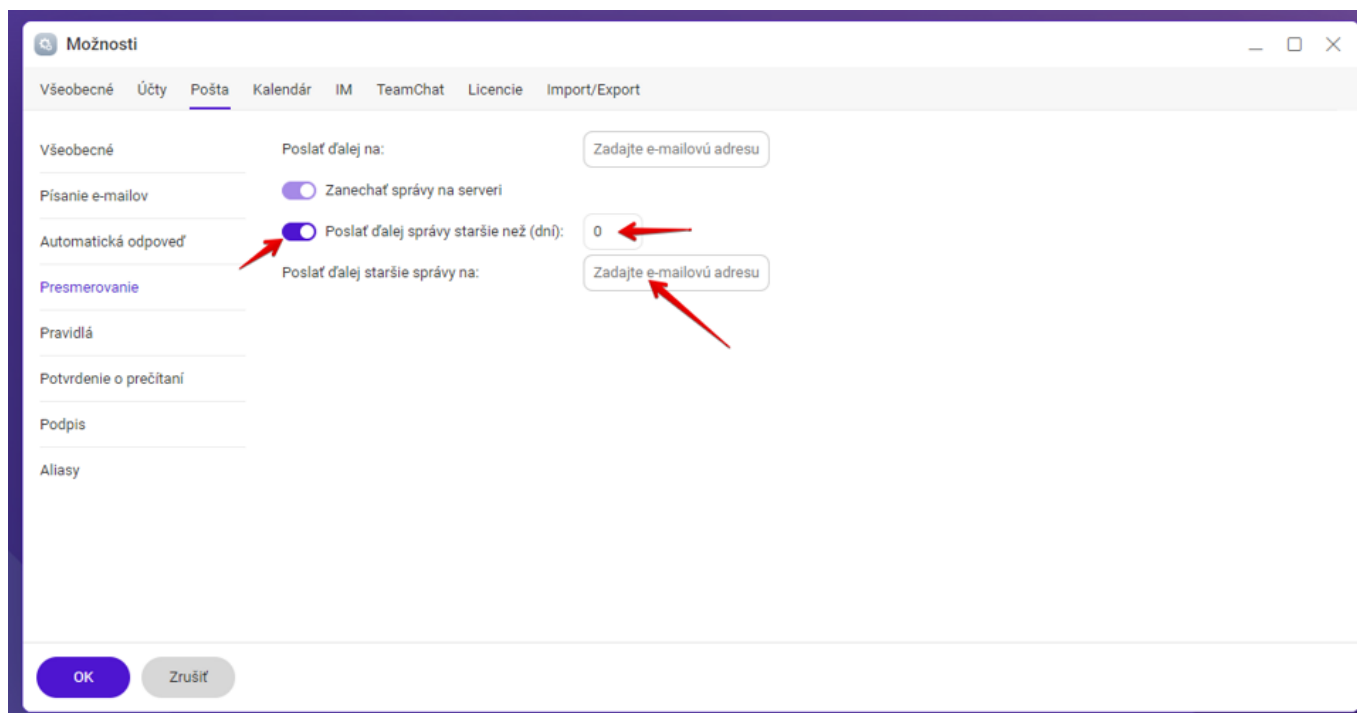 Možnosti
Všeobecné Účty Pošta Kalendár IM TeamChat Licencie Import/Export
Všeobecné
Písanie e-mailov
Automatická odpoveď
Presmerovanie
Pravidlá
Potvrdenie o prečítaní
Podpis
Aliasy
Poslať ďalej na: Zadajte e-mailovú adresu
Zanechať správy na serveri
Poslať ďalej správy staršie než (dní): 0
Poslať ďalej staršie správy na: Zadajte e-mailovú adresu
OK Zrušiť